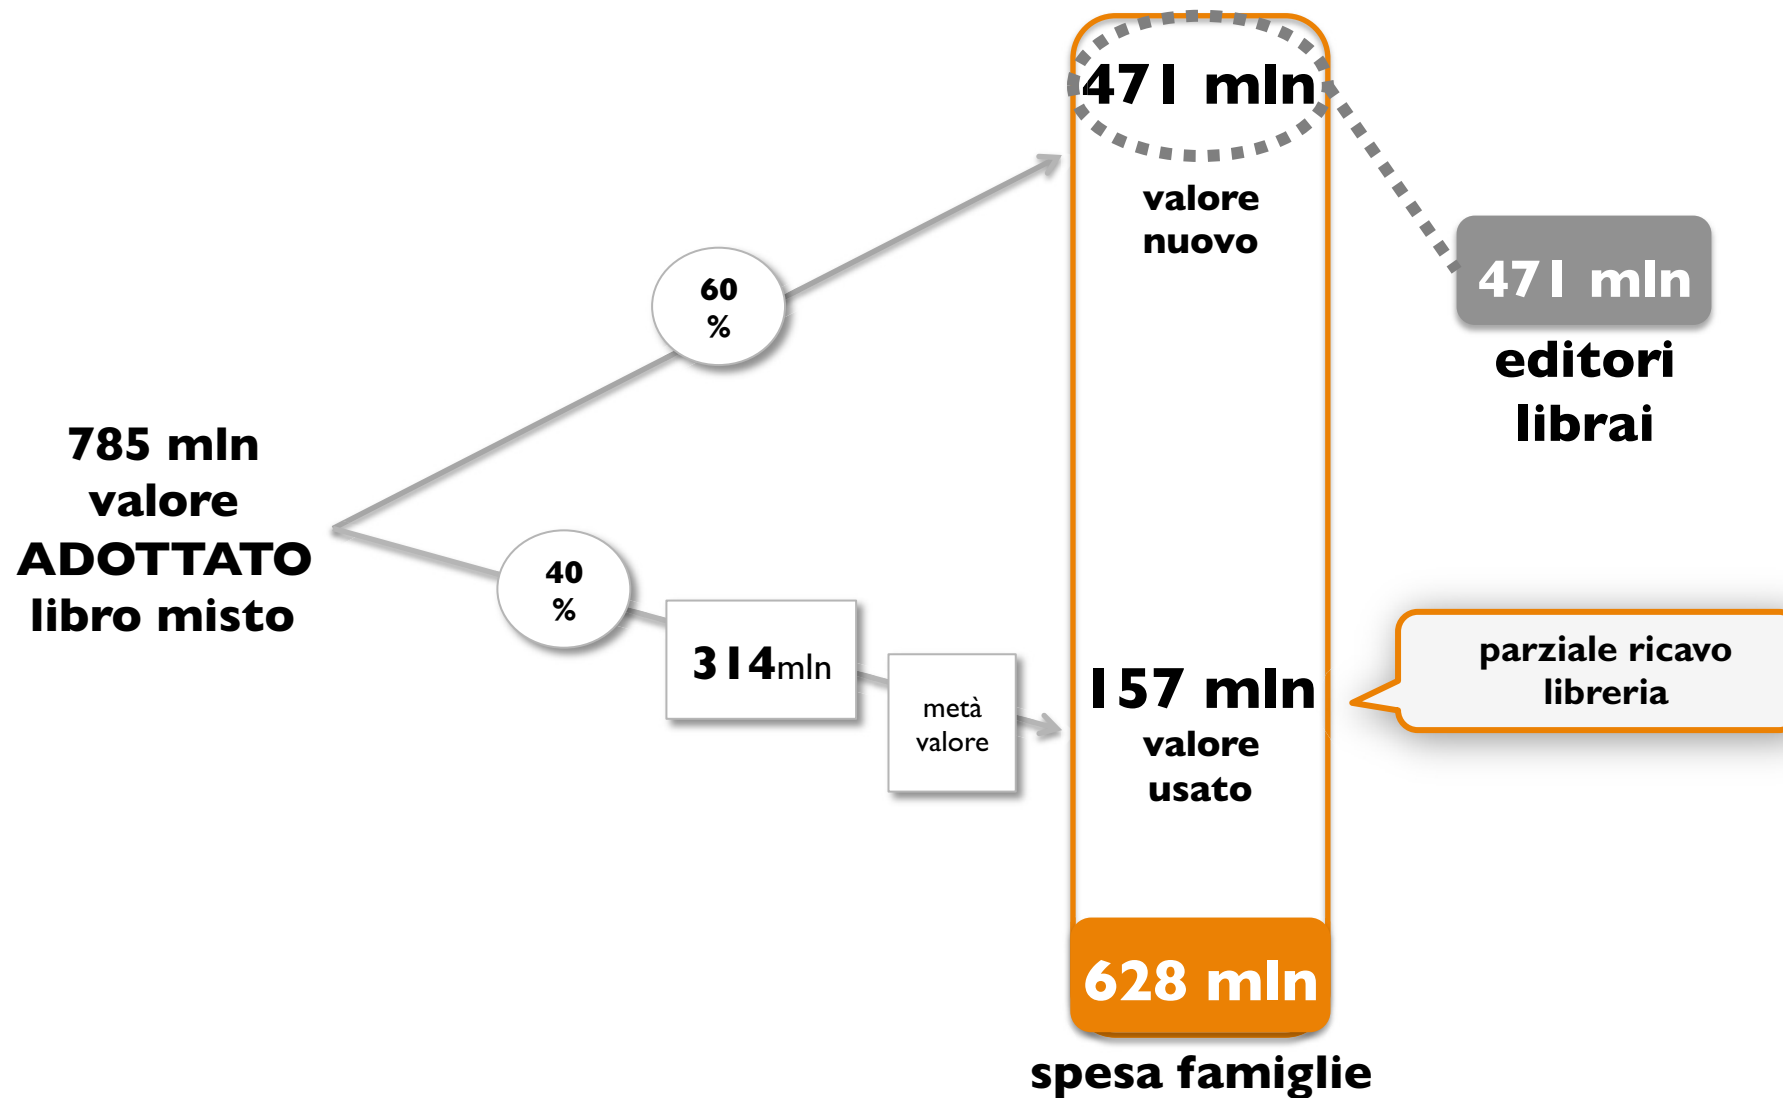 471 mln
valore
nuovo
60
%
471 mln
editori
librai
785 mln
valore
ADOTTATO
libro misto
40
%
314mln
metà
valore
157 mln
valore
usato
parziale ricavo
libreria
628 mln
spesa famiglie